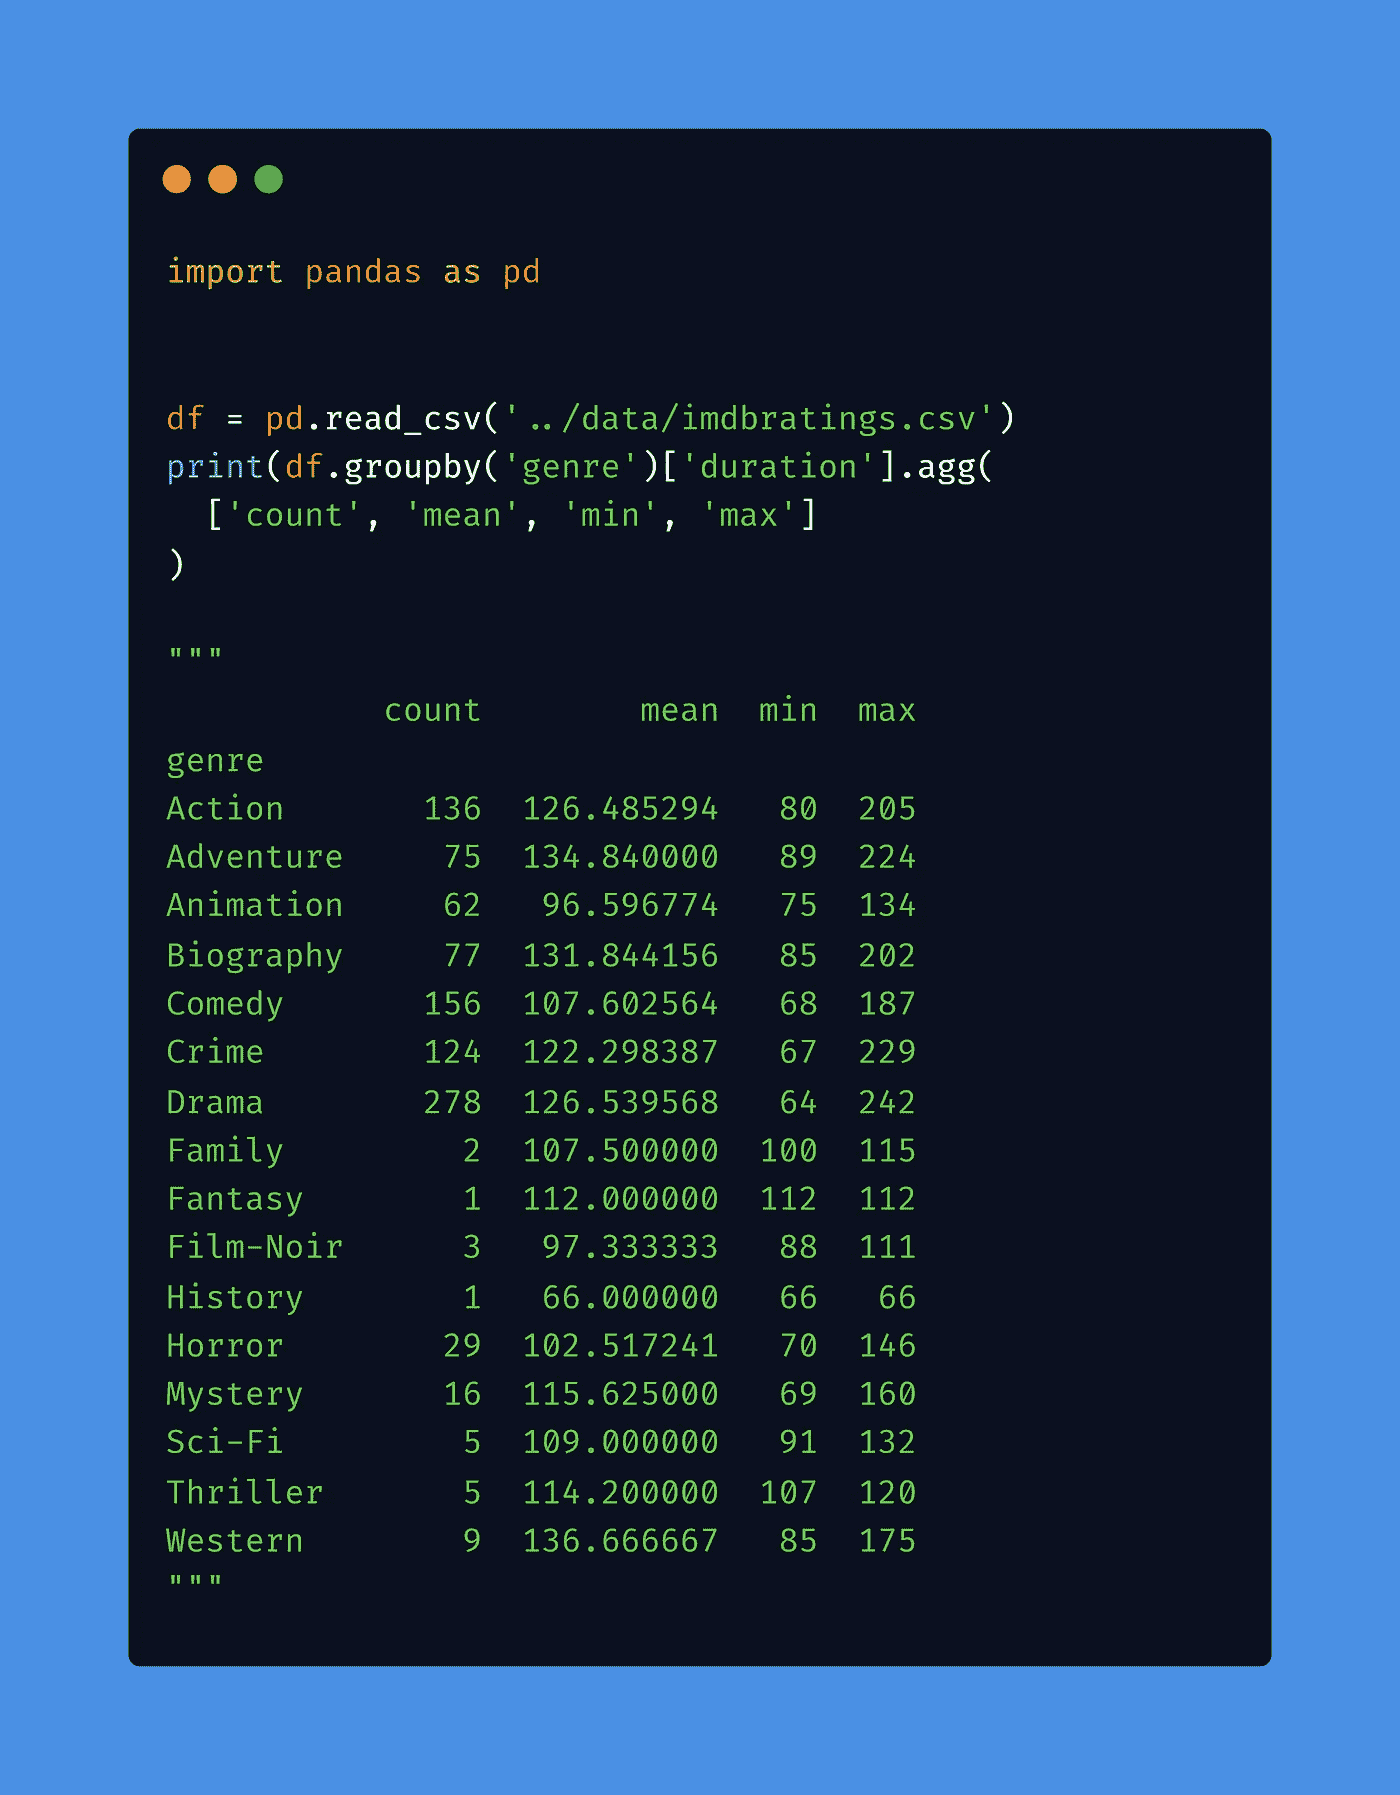 import pandas as pd
df = pd.read_csv('../data/imdbratings.csv')
print(df.groupby('genre')['duration'].agg(
  ['count', 'mean', 'min', 'max']
)
"""
           count        mean  min  max
genre
Action       136  126.485294   80  205
Adventure     75  134.840000   89  224
Animation     62   96.596774   75  134
Biography     77  131.844156   85  202
Comedy       156  107.602564   68  187
Crime        124  122.298387   67  229
Drama        278  126.539568   64  242
Family         2  107.500000  100  115
Fantasy        1  112.000000  112  112
Film-Noir      3   97.333333   88  111
History        1   66.000000   66   66
Horror        29  102.517241   70  146
Mystery       16  115.625000   69  160
Sci-Fi         5  109.000000   91  132
Thriller       5  114.200000  107  120
Western        9  136.666667   85  175
"""